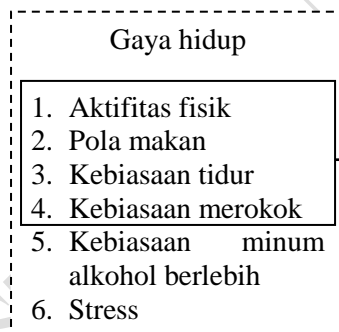 Gaya hidup
1. Aktifitas fisik
2. Pola makan
3. Kebiasaan tidur
4. Kebiasaan merokok
5. Kebiasaan minum
alkohol berlebih
6. Stress